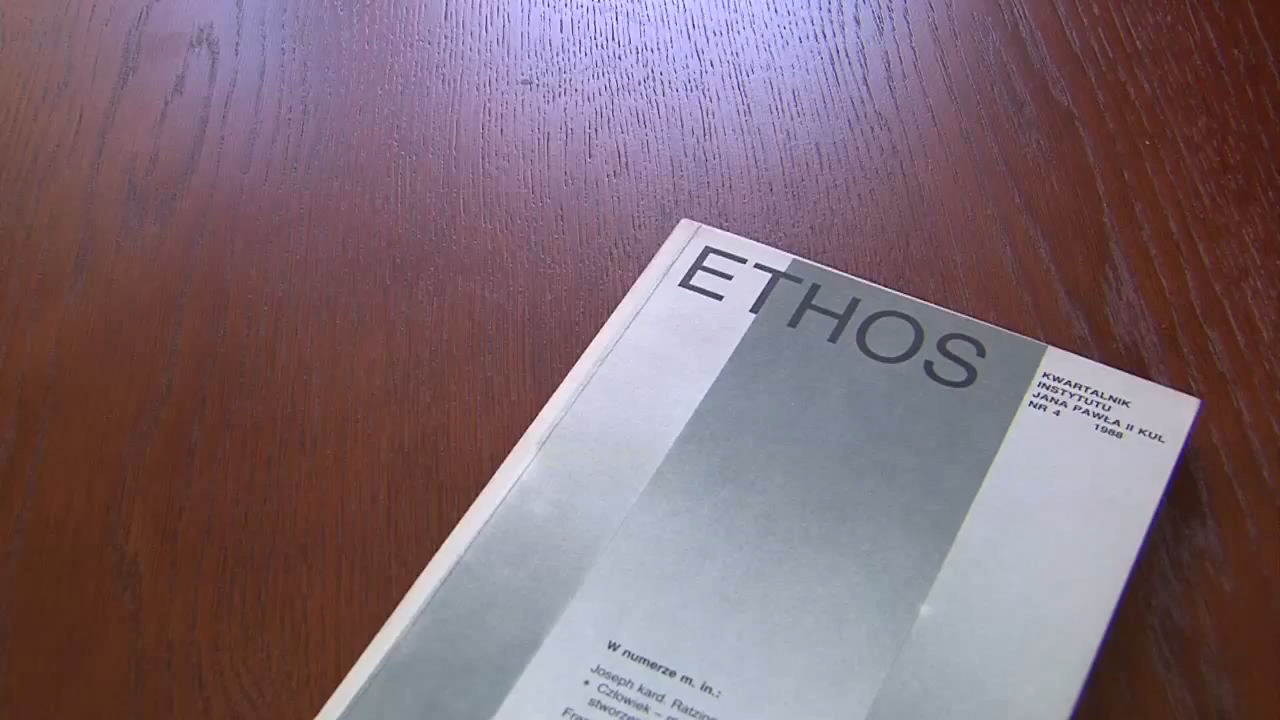 ETHOS
KWARTALNIK
INSTYTUTU
JANA PAWŁA II KUL
NR 4 1988
W numerze m. in.:
Joseph kard.
• Człowiek –